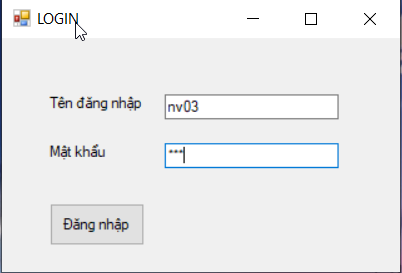 LOGIN
Tên đăng nhập nv03
Mật khẩu ***
Đăng nhập